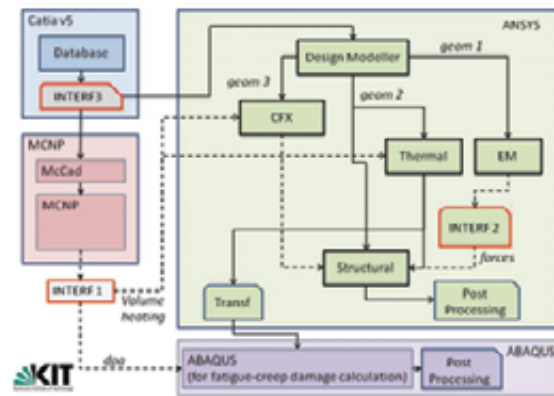 Catia v5
Database
INTERF3
MCNP
McCad
MCNP
INTERF1
ANSYS
Design Modeller
geom 1
geom 3
geom 2
CFX
Thermal
EM
INTERF 2
forces
Structural
Volume
heating
Transf
Post
Processing
dpa
ABAQUS
ABAQUS
(for fatigue-creep damage calculation)
Post
Processing
KIT